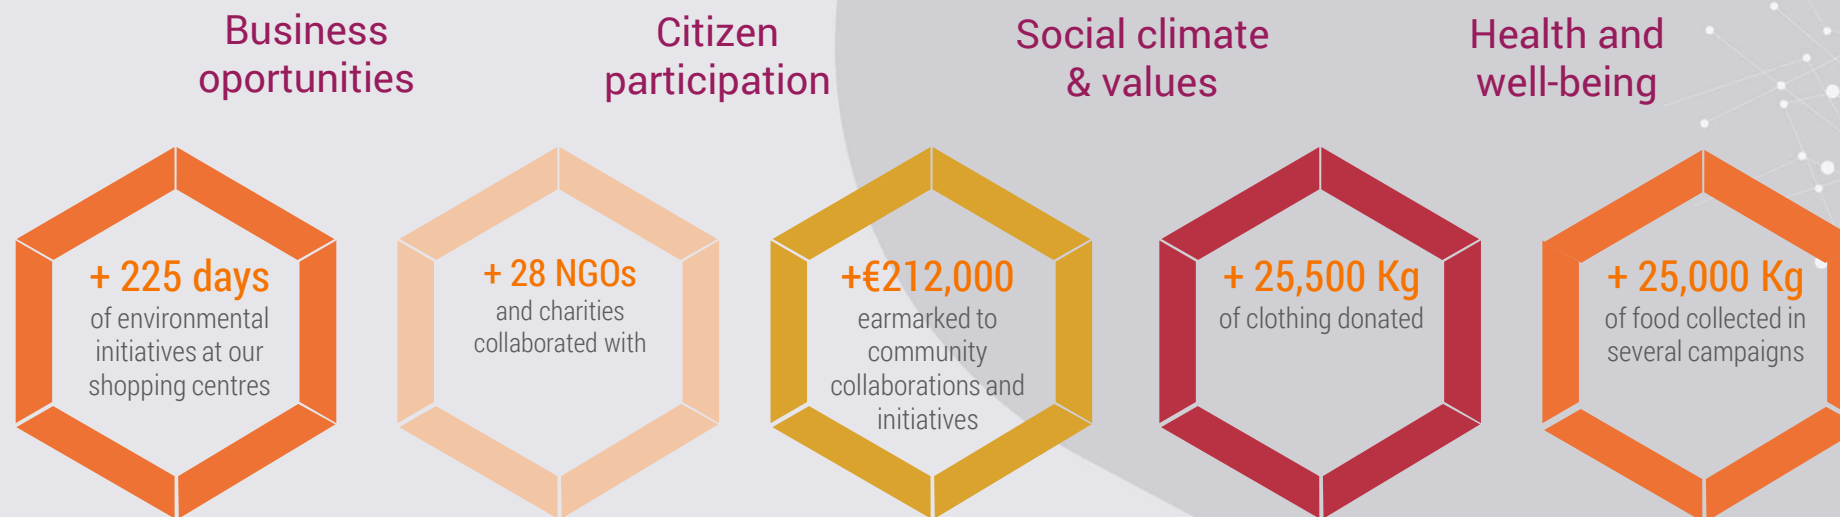 Business
oportunities
Citizen
participation
Social climate
& values
Health and
well-being
+ 225 days
of environmental
initiatives at our
shopping centres
+ 28 NGOs
and charities
collaborated with
+€212,000
earmarked to
community
collaborations and
initiatives
+ 25,500 Kg
of clothing donated
+ 25,000 Kg
of food collected in
several campaigns